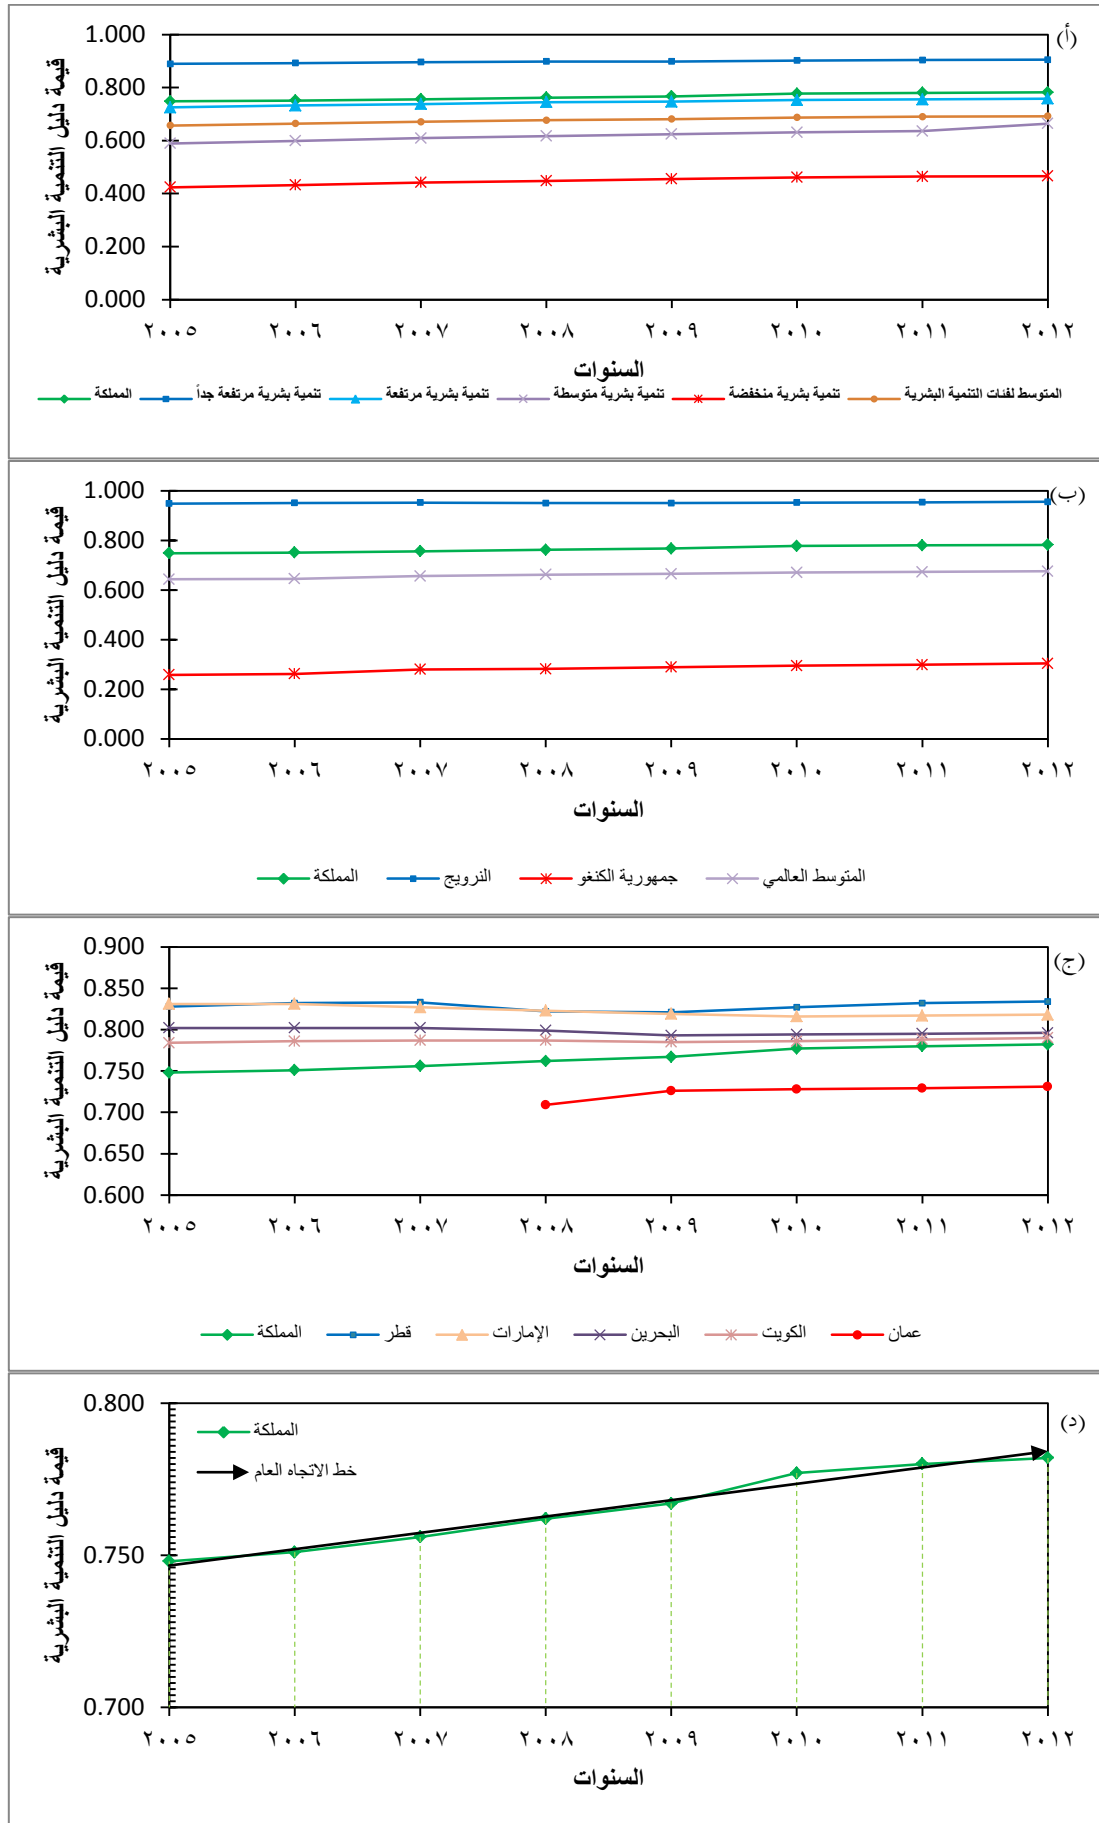 (أ)
قيمة دليل التنمية البشرية
1.000
0.800
0.600
0.400
0.200
0.000
٢٠٠٥ ٢٠٠٦ ٢٠٠٧ ٢٠٠٨ ٢٠٠٩ ٢٠١٠ ٢٠١١ ٢٠١٢
السنوات
المملكة تنمية بشرية مرتفعة جداً تنمية بشرية مرتفعة تنمية بشرية متوسطة تنمية بشرية منخفضة المتوسط لفئات التنمية البشرية
(ب)
قيمة دليل التنمية البشرية
1.000
0.800
0.600
0.400
0.200
0.000
٢٠٠٥ ٢٠٠٦ ٢٠٠٧ ٢٠٠٨ ٢٠٠٩ ٢٠١٠ ٢٠١١ ٢٠١٢
السنوات
المملكة النرويج جمهورية الكنغو المتوسط العالمي
(ج)
قيمة دليل التنمية البشرية
0.900
0.850
0.800
0.750
0.700
0.650
0.600
٢٠٠٥ ٢٠٠٦ ٢٠٠٧ ٢٠٠٨ ٢٠٠٩ ٢٠١٠ ٢٠١١ ٢٠١٢
السنوات
المملكة قطر الإمارات البحرين الكويت عمان
(د)
قيمة دليل التنمية البشرية
0.800
0.750
0.700
المملكة
خط الاتجاه العام
٢٠٠٥ ٢٠٠٦ ٢٠٠٧ ٢٠٠٨ ٢٠٠٩ ٢٠١٠ ٢٠١١ ٢٠١٢
السنوات